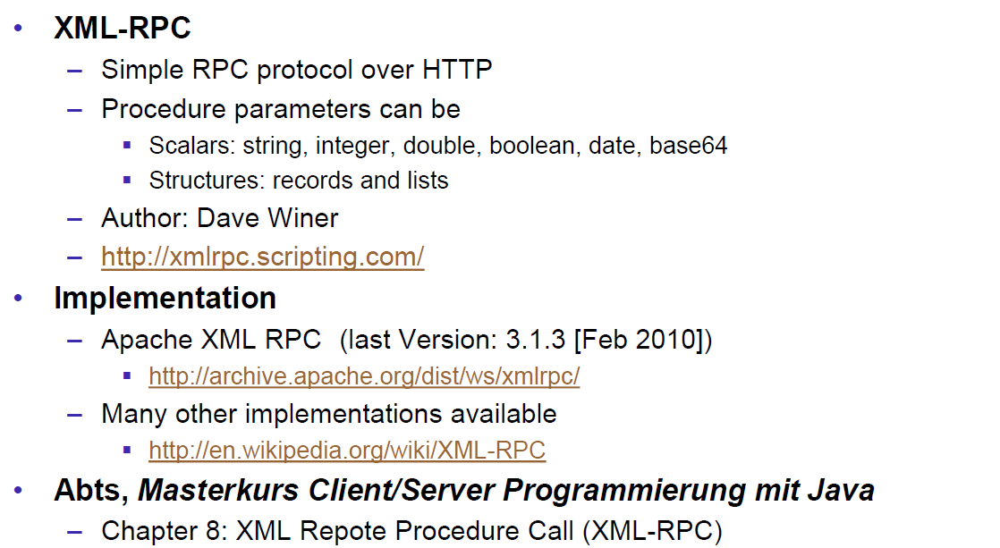 • XML-RPC
– Simple RPC protocol over HTTP
– Procedure parameters can be
▪ Scalars: string, integer, double, boolean, date, base64
▪ Structures: records and lists
– Author: Dave Winer
– http://xmlrpc.scripting.com/
• Implementation
– Apache XML RPC (last Version: 3.1.3 [Feb 2010])
▪ http://archive.apache.org/dist/ws/xmlrpc/
– Many other implementations available
▪ http://en.wikipedia.org/wiki/XML-RPC
• Abts, Masterkurs Client/Server Programmierung mit Java
– Chapter 8: XML Repote Procedure Call (XML-RPC)